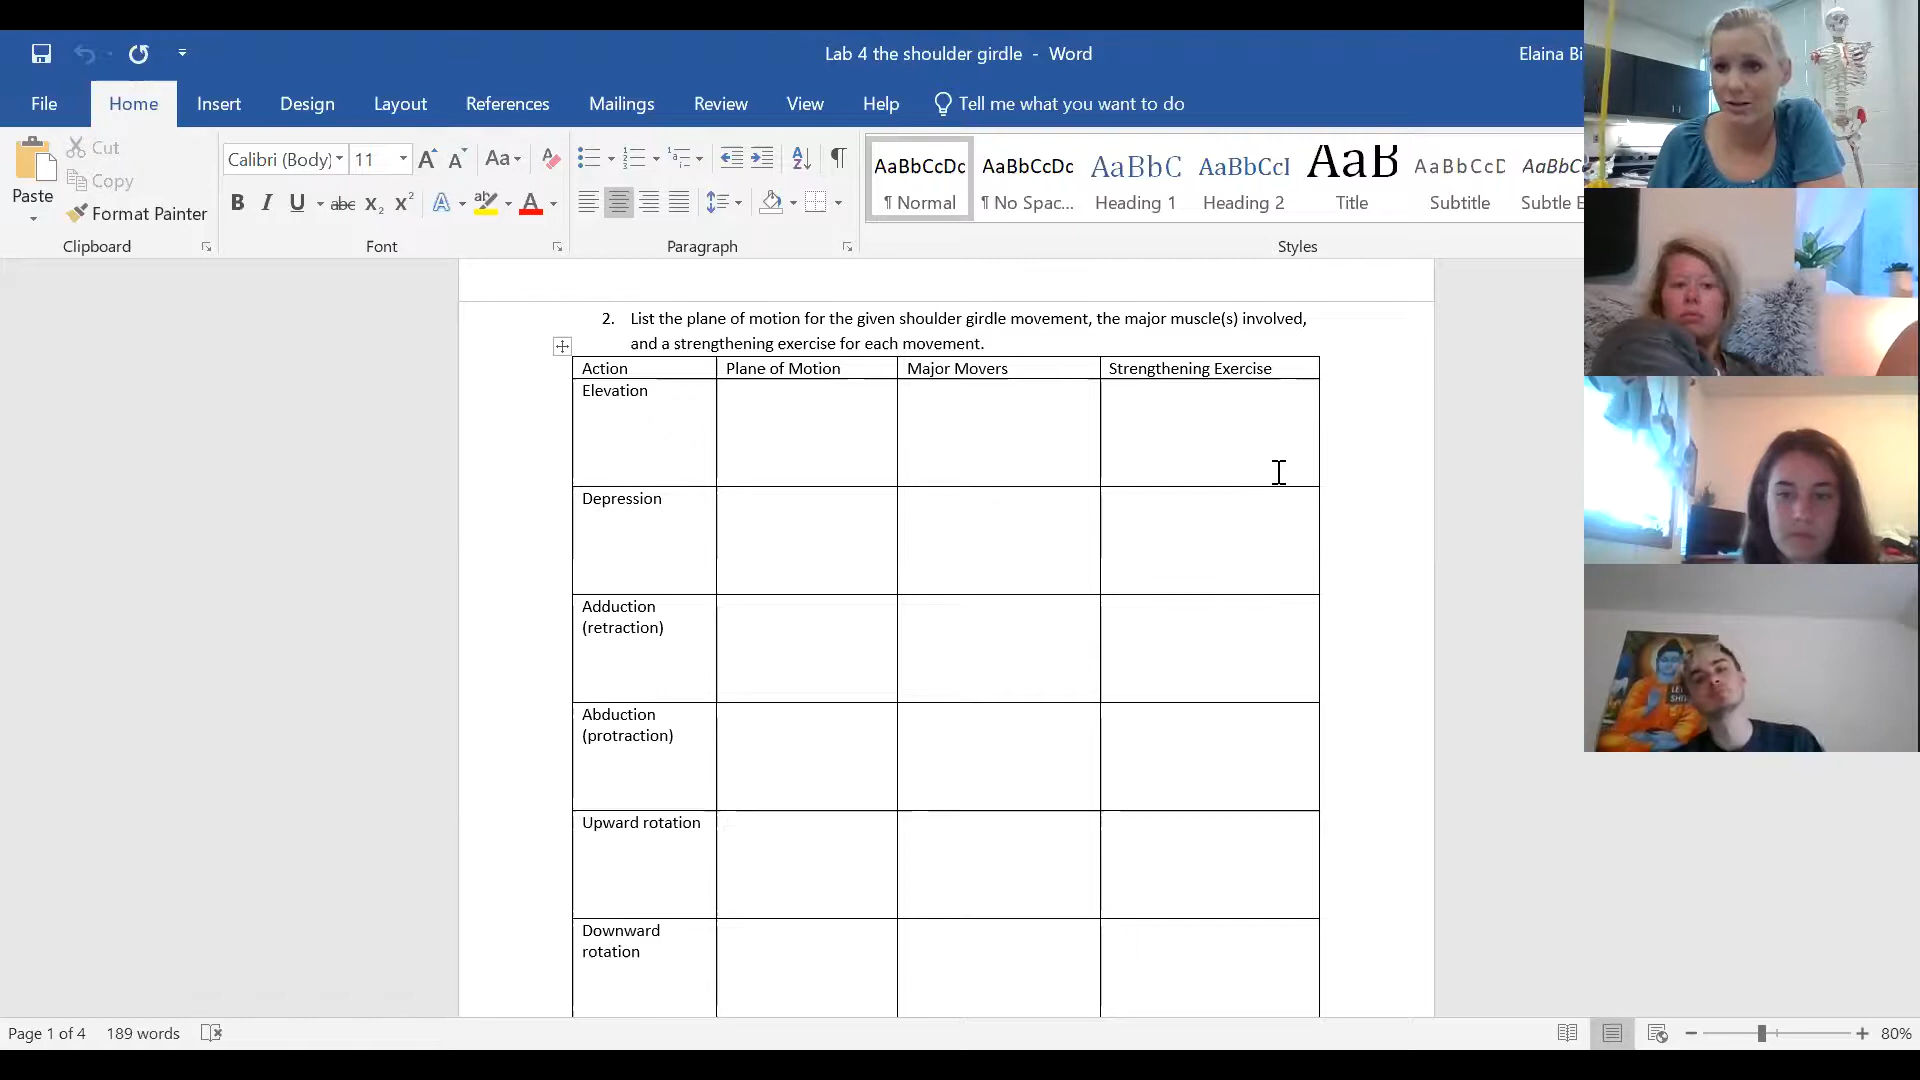 Lab 4 the shoulder girdle - Word
Elaina Bi
File Home Insert Design Layout References Mailings Review View Help Tell me what you want to do
Paste
Cut
Copy
Format Painter
Clipboard
Calibri (Body) 11
Font
Paragraph
AaBbCcDc AaBbCcDc AaBbC AaBbCcI AaB AaBbCcD AaBbC
¶ Normal ¶ No Spac... Heading 1 Heading 2 Title Subtitle Subtle E
Styles
2. List the plane of motion for the given shoulder girdle movement, the major muscle(s) involved,
and a strengthening exercise for each movement.
Action Plane of Motion Major Movers Strengthening Exercise
Elevation
Depression
Adduction
(retraction)
Abduction
(protraction)
Upward rotation
Downward
rotation
Page 1 of 4 189 words
80%